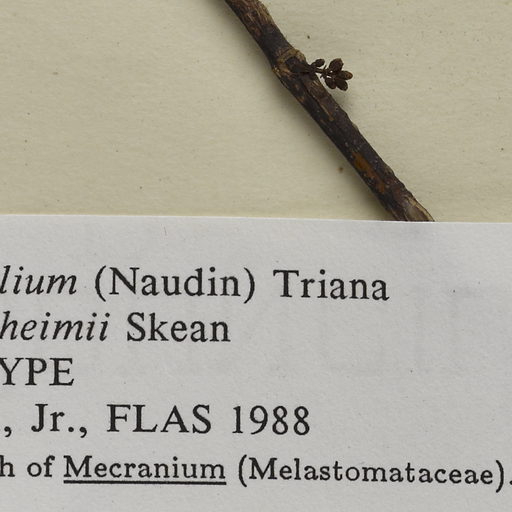 lium (Naudin) Triana
heimii Skean
YPE
., Jr., FLAS 1988
h of Mecranium (Melastomataceae).